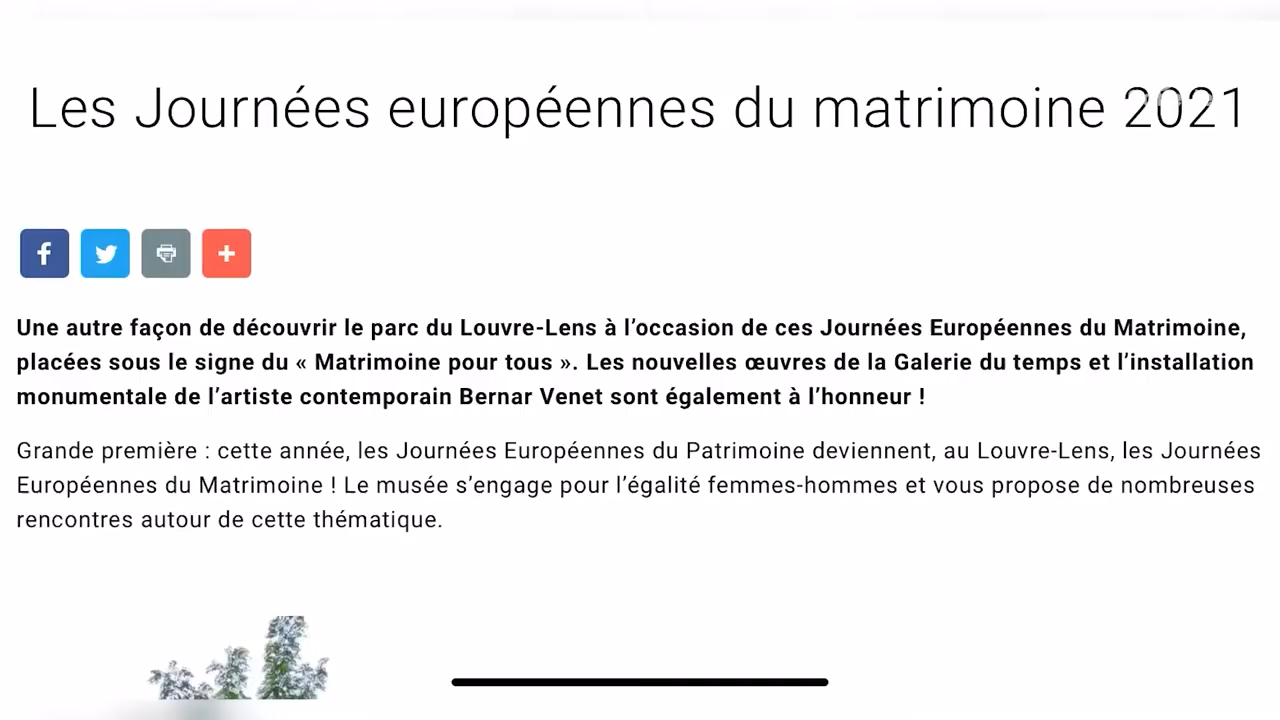 Les Journées européennes du matrimoine 2021
Une autre façon de découvrir le parc du Louvre-Lens à l’occasion de ces Journées Européennes du Matrimoine,
placées sous le signe du « Matrimoine pour tous ». Les nouvelles œuvres de la Galerie du temps et l’installation
monumentale de l’artiste contemporain Bernar Venet sont également à l’honneur !
Grande première : cette année, les Journées Européennes du Patrimoine deviennent, au Louvre-Lens, les Journées
Européennes du Matrimoine ! Le musée s’engage pour l’égalité femmes-hommes et vous propose de nombreuses
rencontres autour de cette thématique.